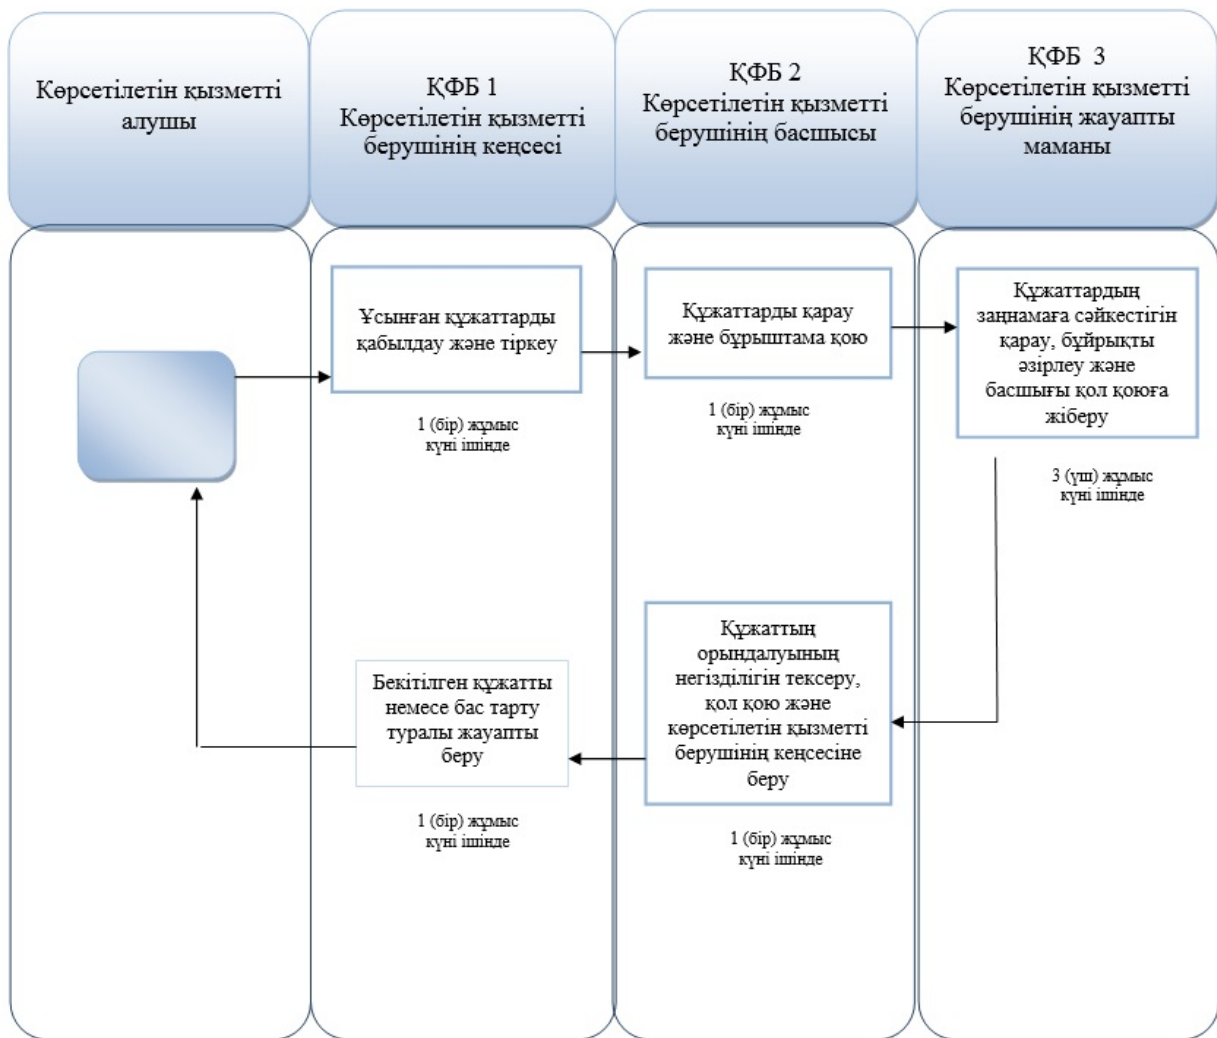 Көрсетілетін қызметті
алушы
ҚФБ 1
Көрсетілетін қызметті
берушінің кеңсесі
ҚФБ 2
Көрсетілетін қызметті
берушінің басшысы
ҚФБ 3
Көрсетілетін қызметті
берушінің жауапты
маманы
Ұсынған құжаттарды
қабылдау және тіркеу
1 (бір) жұмыс
күні ішінде
Құжаттарды қарау
және бұрыштама қою
1 (бір) жұмыс
күні ішінде
Құжаттардың
заңнамаға сәйкестігін
қарау, бұйрықты
әзірлеу және
басшығы қол қоюға
жіберу
3 (үш) жұмыс
күні ішінде
Құжаттың
орындалуының
негізділігін тексеру,
қол қою және
көрсетілетін қызметті
берушінің кеңсесіне
беру
1 (бір) жұмыс
күні ішінде
Бекітілген құжатты
немесе бас тарту
туралы жауапты
беру
1 (бір) жұмыс
күні ішінде